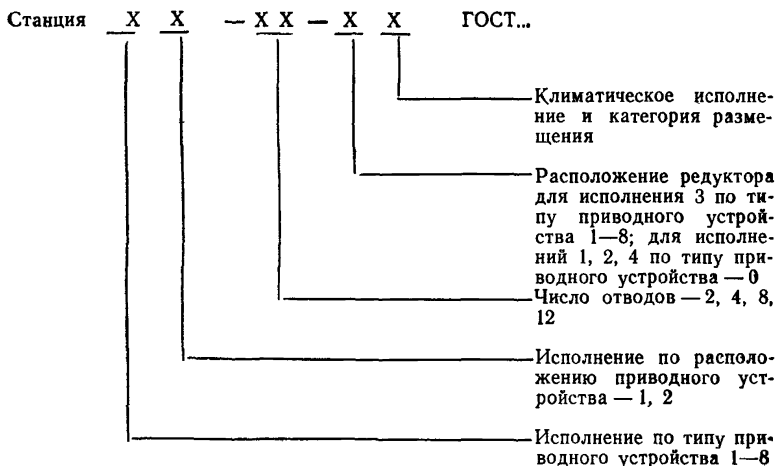 Станция X X — X X — X X ГОСТ...
Климатическое исполне-
ние и категория разме-
щения
Расположение редуктора
для исполнения 3 по ти-
пу приводного устрой-
ства 1—8; для исполне-
ний 1, 2, 4 по типу при-
водного устройства — 0
Число отводов — 2, 4, 8,
12
Исполнение по располо-
жению приводного уст-
ройства — 1, 2
Исполнение по типу при-
водного устройства 1—8